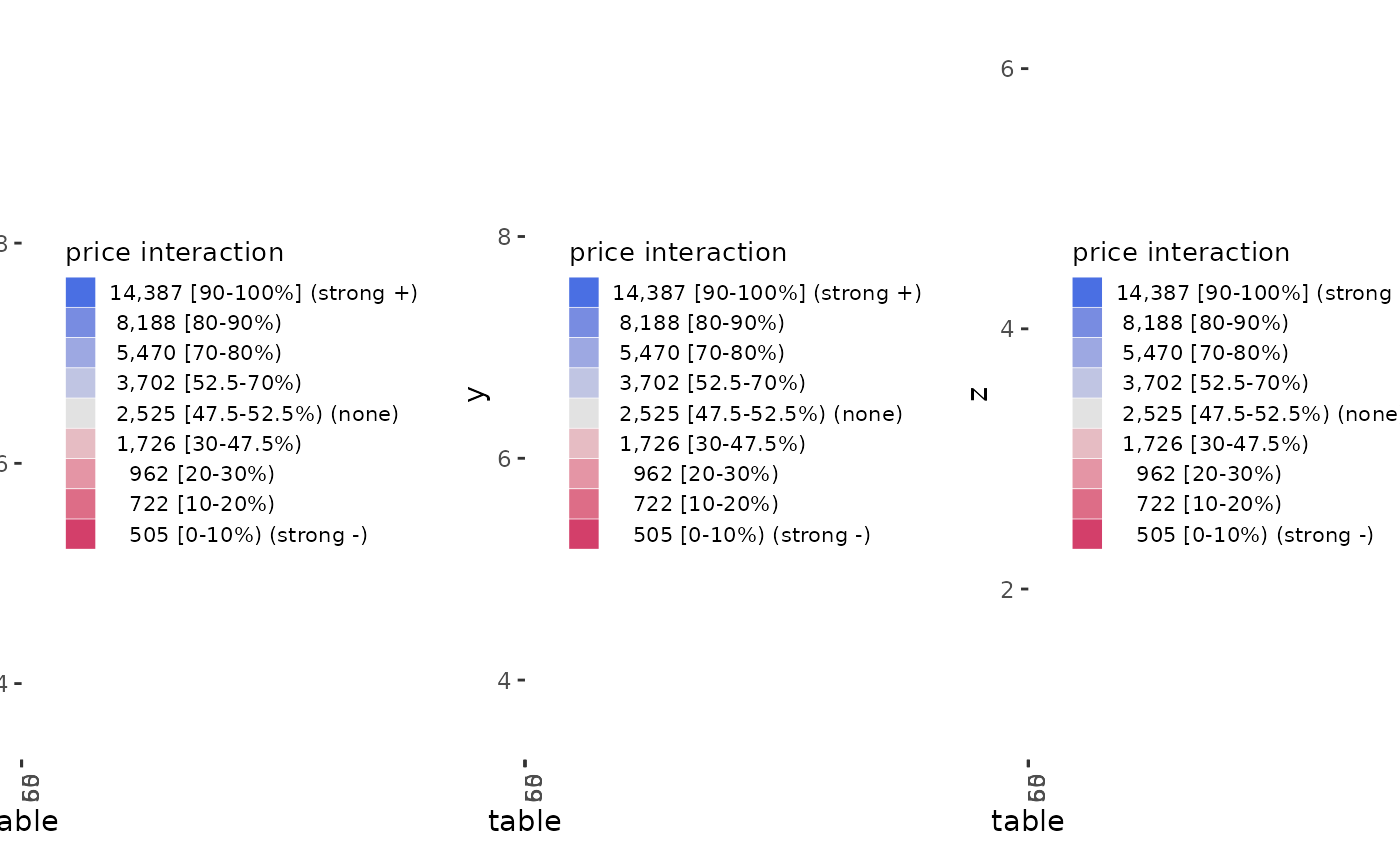 6
8
8
price interaction
14,387 [90-100%] (strong +)
8,188 [80-90%)
5,470 [70-80%)
3,702 [52.5-70%)
2,525 [47.5-52.5%) (none)
1,726 [30-47.5%)
962 [20-30%)
722 [10-20%)
505 [0-10%) (strong -)
6
4
table
y
price interaction
14,387 [90-100%] (strong +)
8,188 [80-90%)
5,470 [70-80%)
3,702 [52.5-70%)
2,525 [47.5-52.5%) (none)
1,726 [30-47.5%)
962 [20-30%)
722 [10-20%)
505 [0-10%) (strong -)
6
4
table
z
4
2
price interaction
14,387 [90-100%] (strong
8,188 [80-90%)
5,470 [70-80%)
3,702 [52.5-70%)
2,525 [47.5-52.5%) (none
1,726 [30-47.5%)
962 [20-30%)
722 [10-20%)
505 [0-10%) (strong -)
table